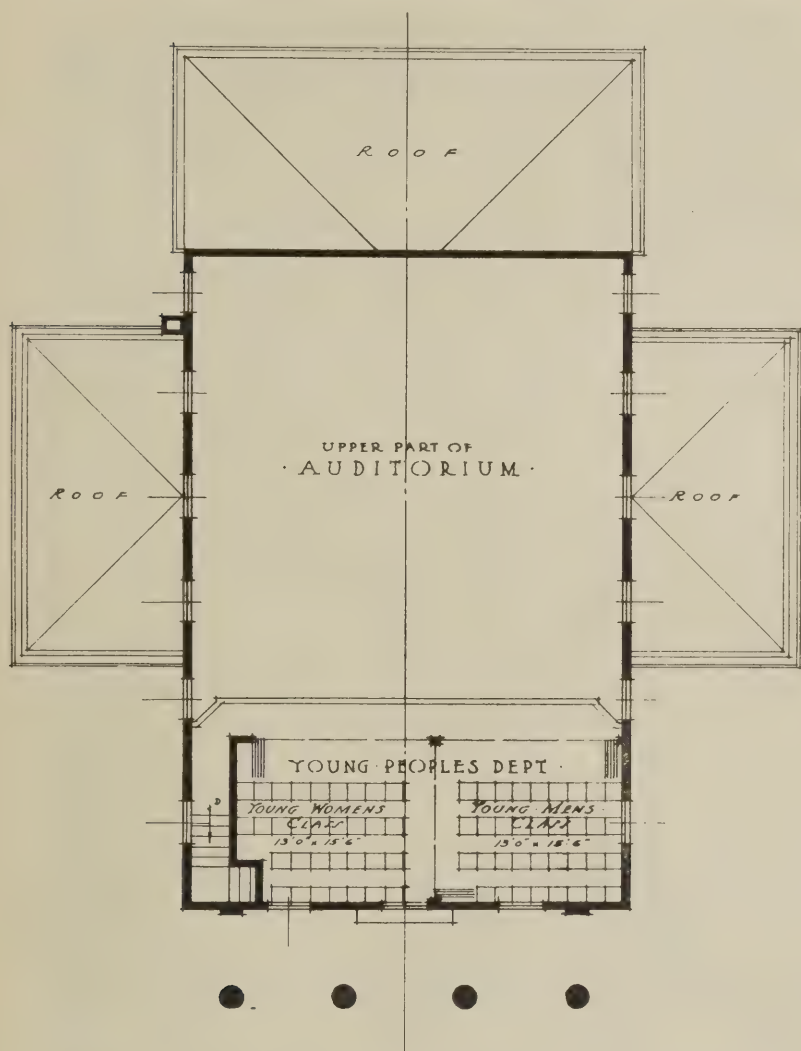 ROOF
UPPER PART OF
· AUDITORIUM ·
ROOF
ROOF
YOUNG · PEOPLES DEPT ·
D
YOUNG WOMENS
CLASS
13'0" x 15'6"
YOUNG MENS ·
CLASS
13'0" x 15'6"